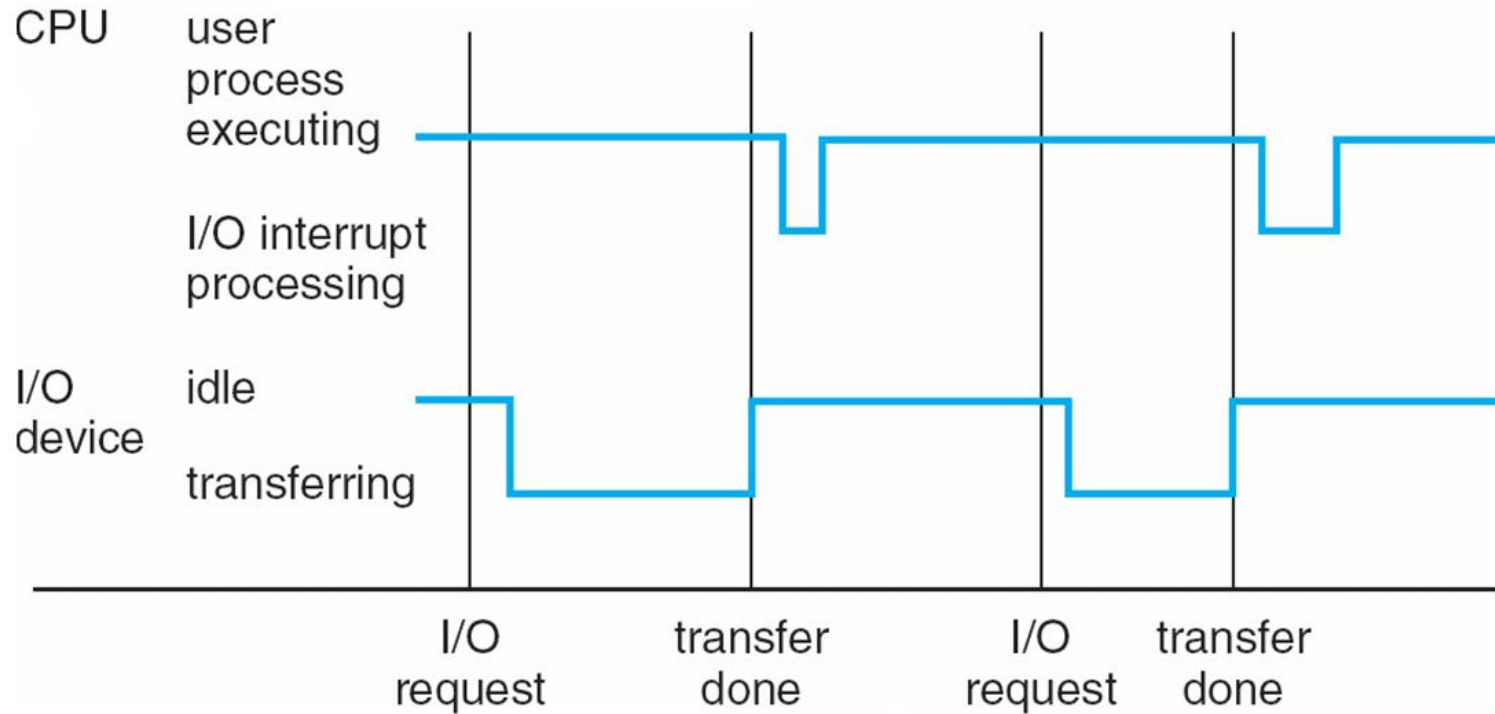 CPU
user
process
executing
I/O interrupt
processing
I/O
device
idle
transferring
I/O
request
transfer
done
I/O
request
transfer
done